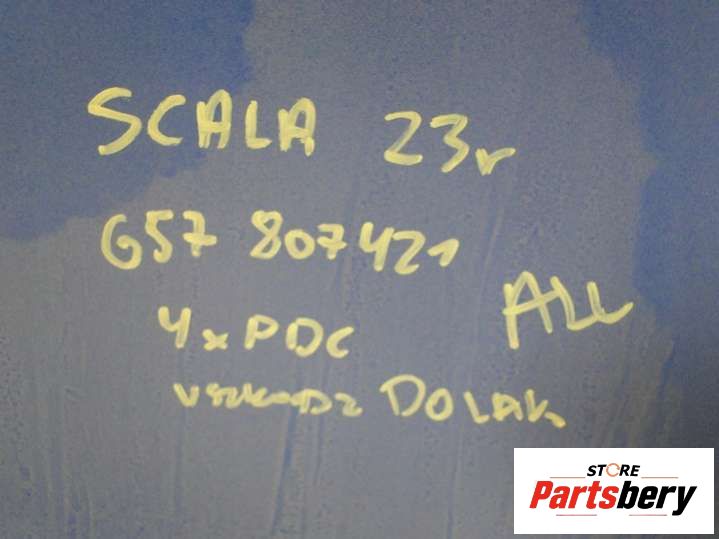 SCALA 23r
657 807421
ALL
4xPDC
DOLAK.
STORE
Partsbery